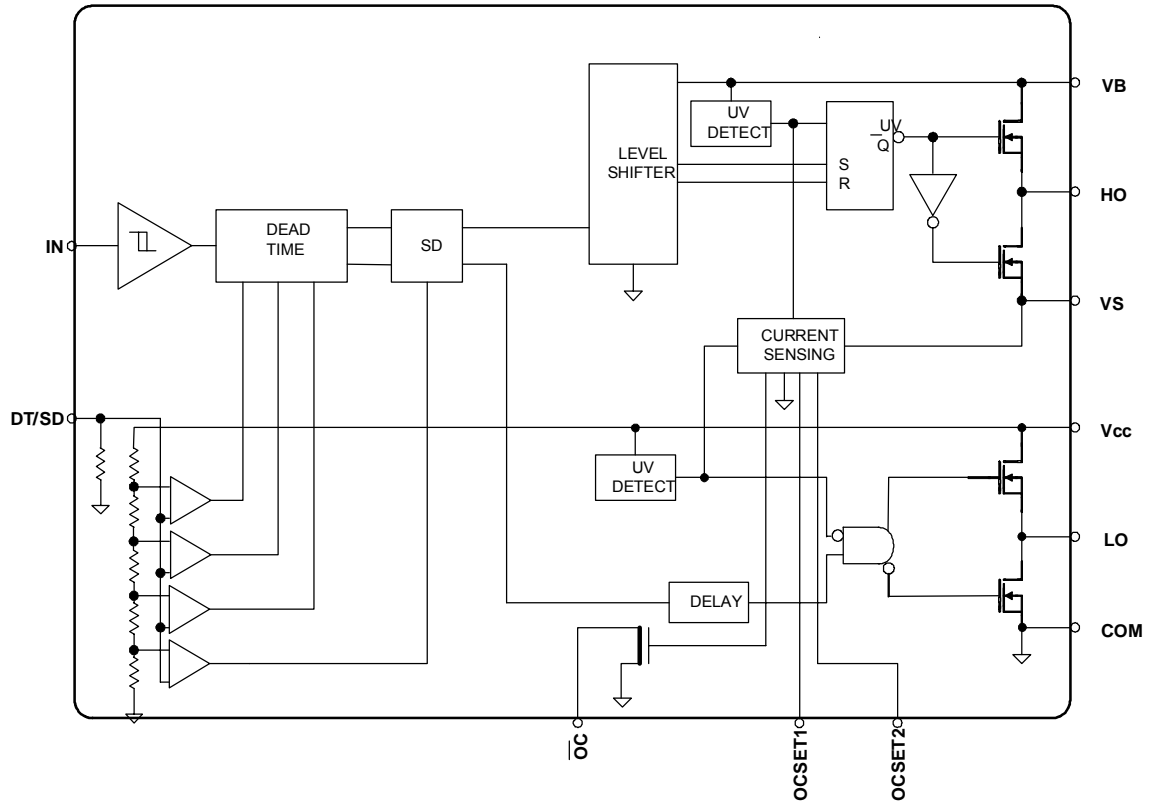 VB
UV
DETECT
UV
Q
LEVEL
SHIFTER
S
R
HO
DEAD
TIME
SD
IN
VS
CURRENT
SENSING
DT/SD
Vcc
UV
DETECT
LO
DELAY
COM
OC
OCSET1
OCSET2